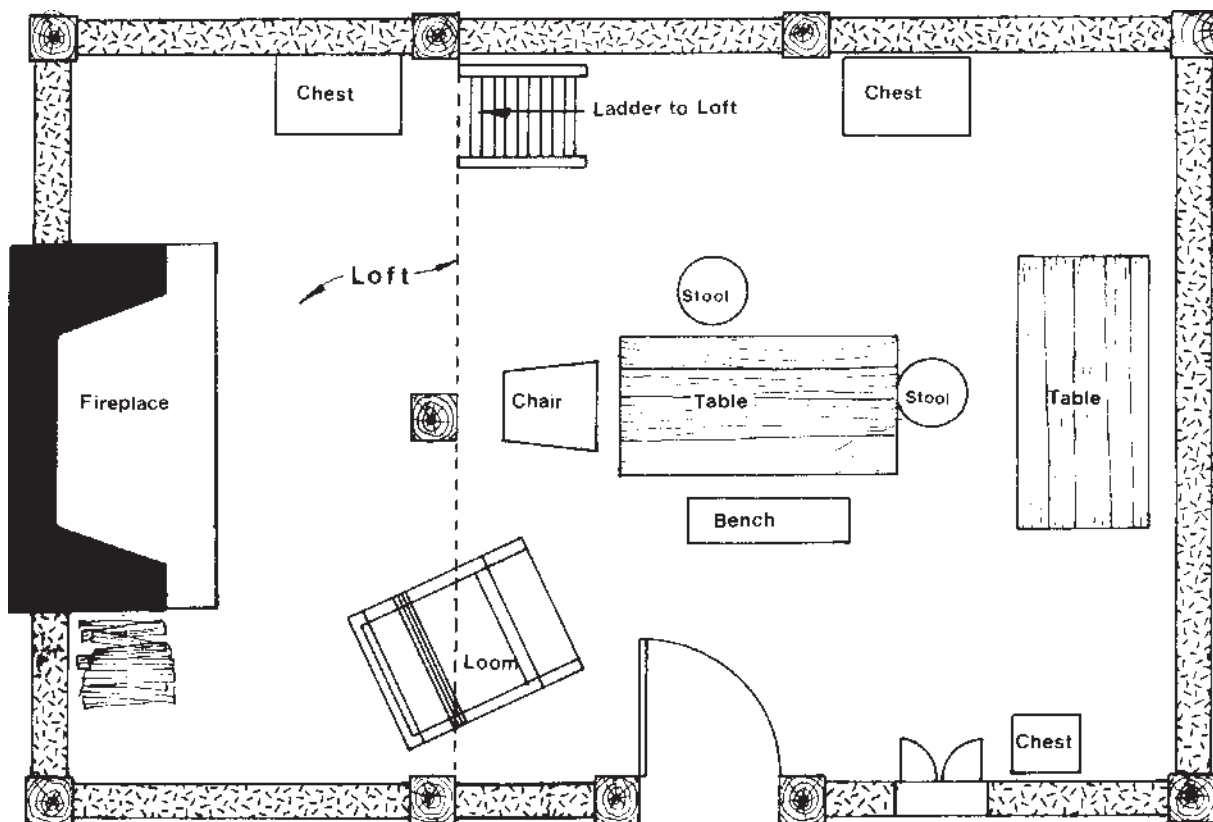 Chest
Ladder to Loft
Chest
Loft
Stool
Fireplace
Chair
Table
Stool
Table
Bench
Loom
Chest